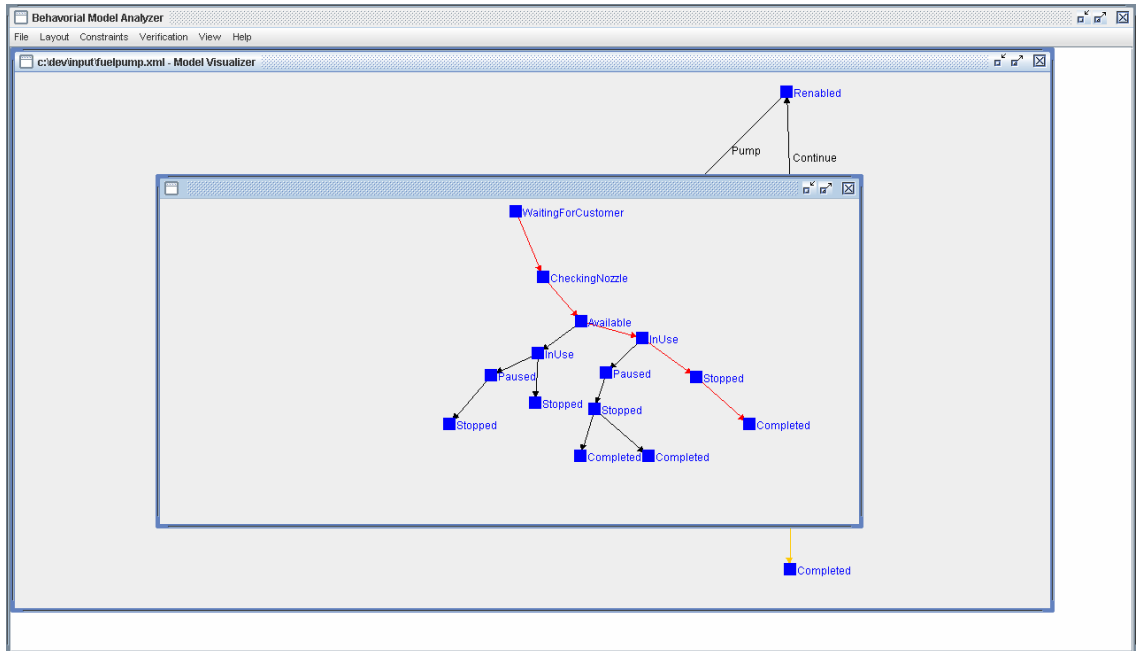 Behavorial Model Analyzer
File Layout Constraints Verification View Help
c:\dev\input\fuelpump.xml - Model Visualizer
Renabled
Pump
Continue
WaitingForCustomer
CheckingNozzle
Available
InUse
InUse
Paused
Paused
Stopped
Stopped
Stopped
Stopped
Completed
Completed
Completed
Completed